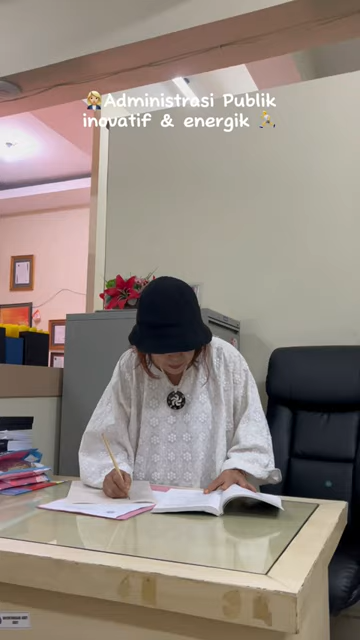 👩‍💼Administrasi Publik
inovatif & energik 🏃